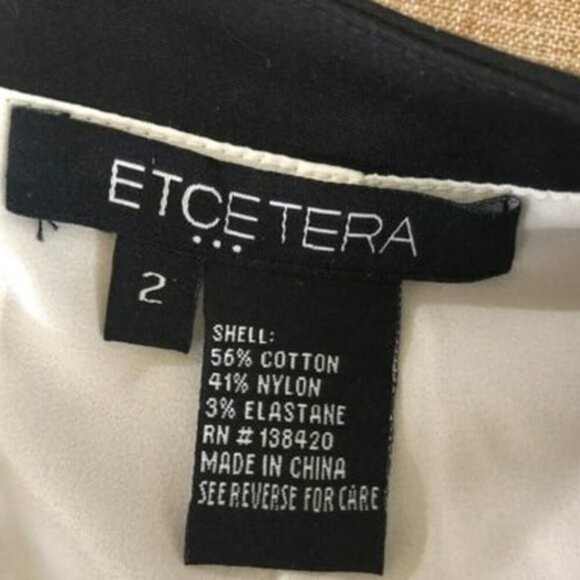 ETCETERA
2
SHELL:
56% COTTON
41% NYLON
3% ELASTANE
RN # 138420
MADE IN CHINA
SEE REVERSE FOR CARE